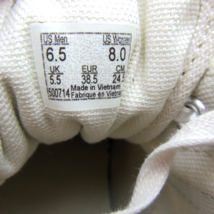 US Men US Women
6.5 8.0
UK EUR CM
5.5 38.5 24.5
Made in Vietnam
Fabriqué en Vietnam
500714